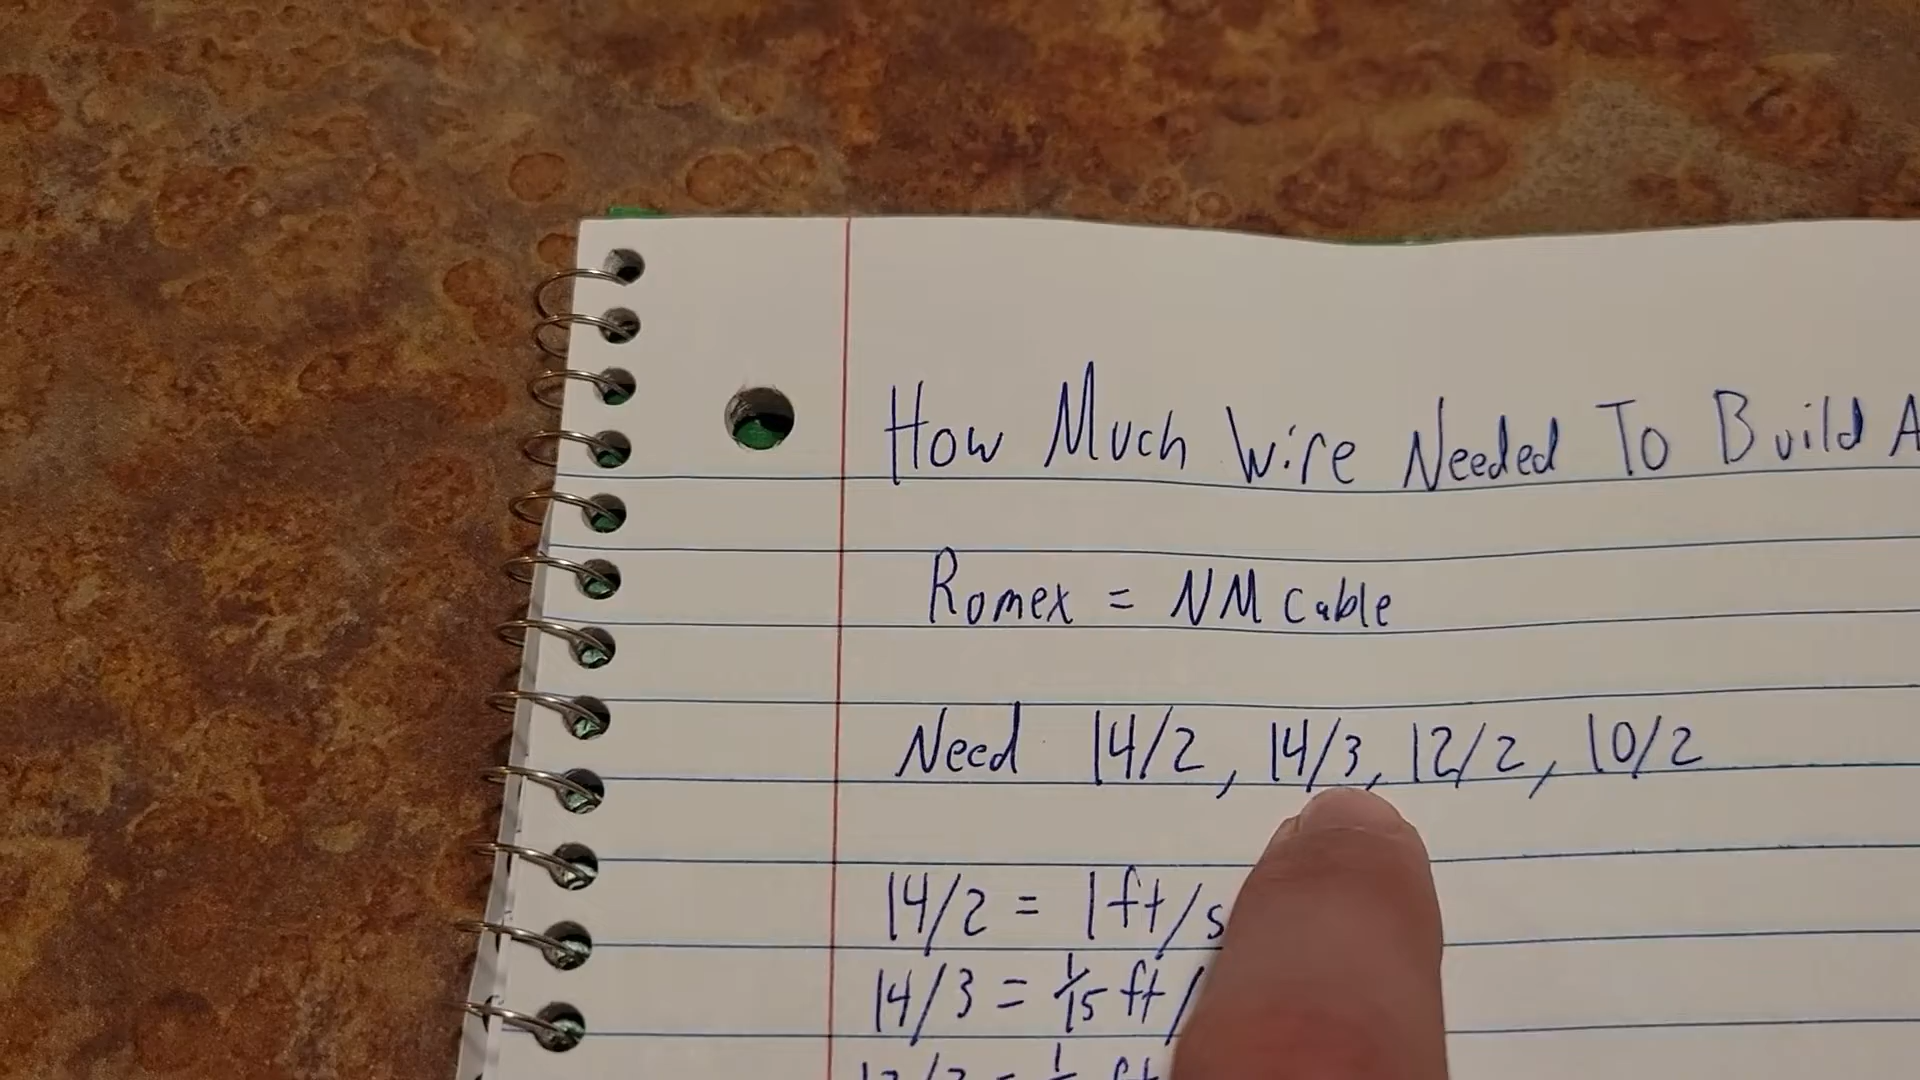 How Much Wire Needed To Build A
Romex = NM Cable
Need 14/2, 14/3, 12/2, 10/2
14/2 = 1ft/s
14/3 = 1/15 ft/